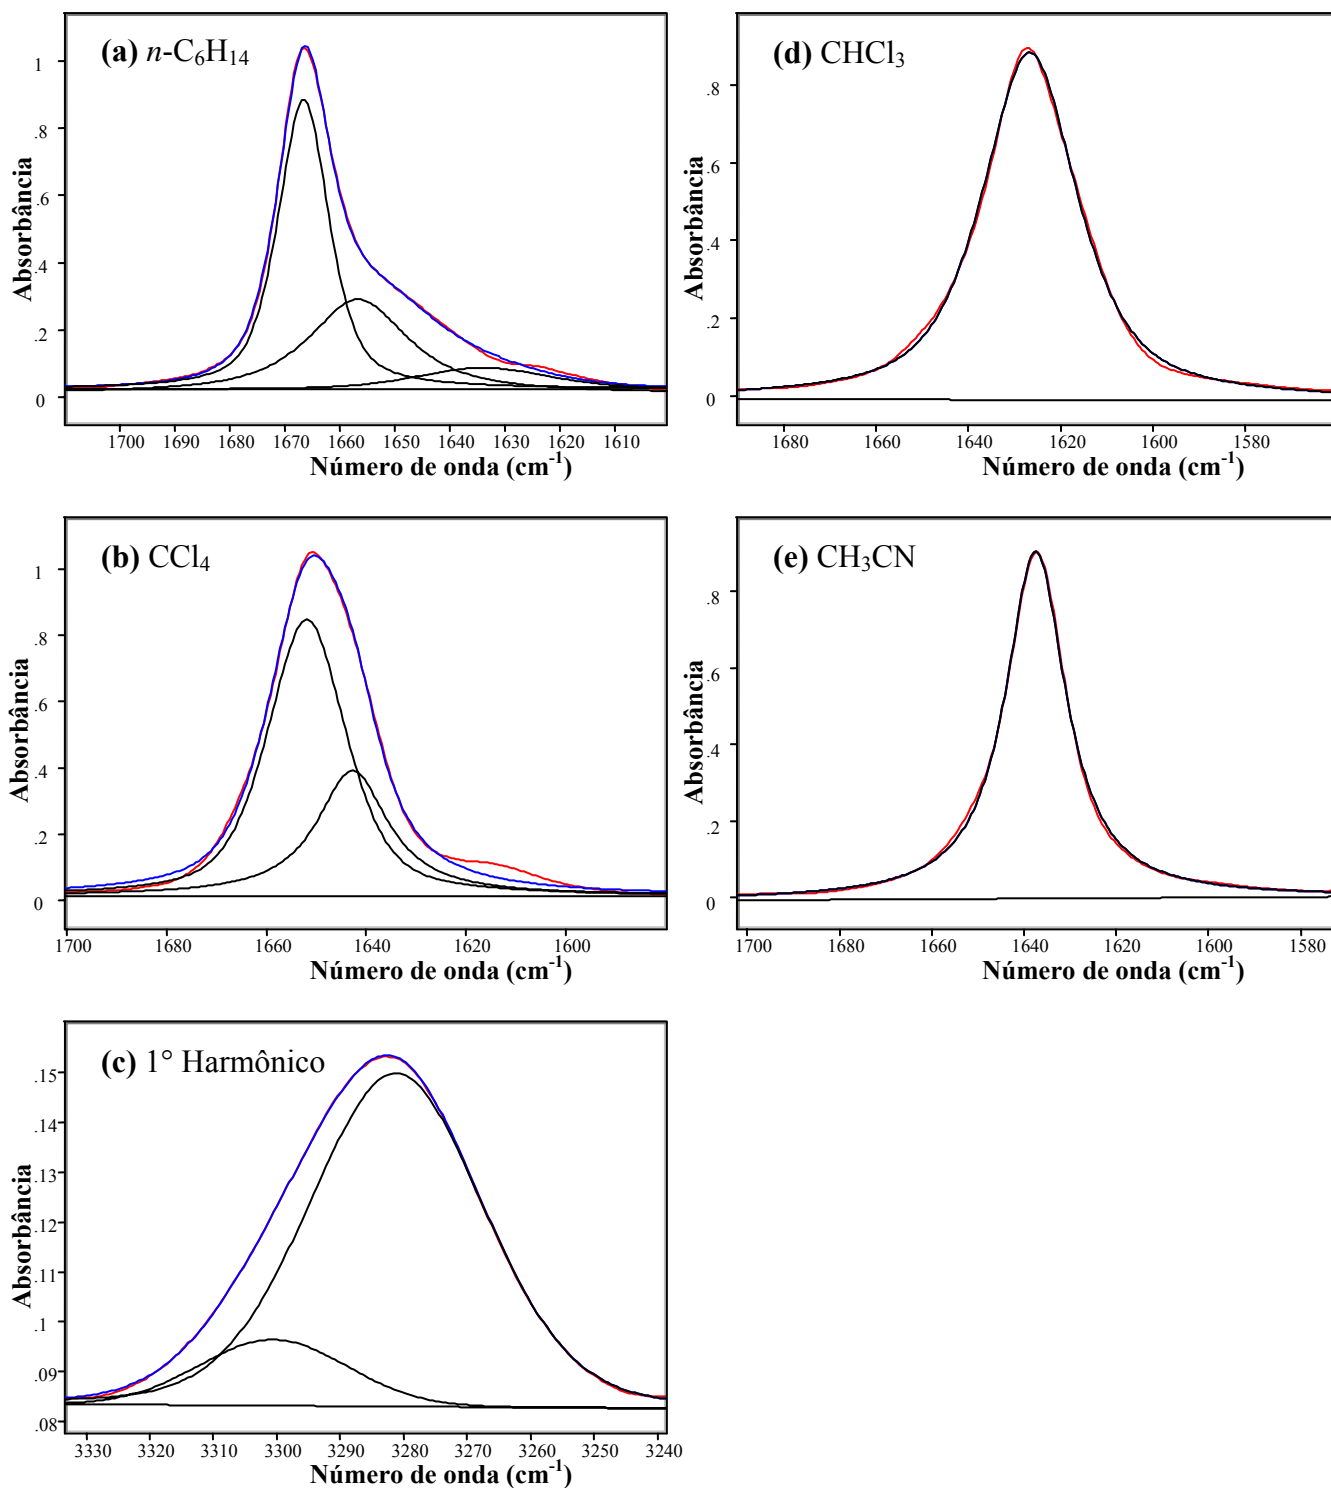 (a) n-C₆H₁₄
Absorbância
1
.8
.6
.4
.2
0
1700 1690 1680 1670 1660 1650 1640 1630 1620 1610
Número de onda (cm⁻¹)
(d) CHCl₃
Absorbância
.8
.6
.4
.2
0
1680 1660 1640 1620 1600 1580
Número de onda (cm⁻¹)
(b) CCl₄
Absorbância
1
.8
.6
.4
.2
0
1700 1680 1660 1640 1620 1600
Número de onda (cm⁻¹)
(e) CH₃CN
Absorbância
.8
.6
.4
.2
0
1700 1680 1660 1640 1620 1600 1580
Número de onda (cm⁻¹)
(c) 1° Harmônico
Absorbância
.15
.14
.13
.12
.11
.1
.09
.08
3330 3320 3310 3300 3290 3280 3270 3260 3250 3240
Número de onda (cm⁻¹)